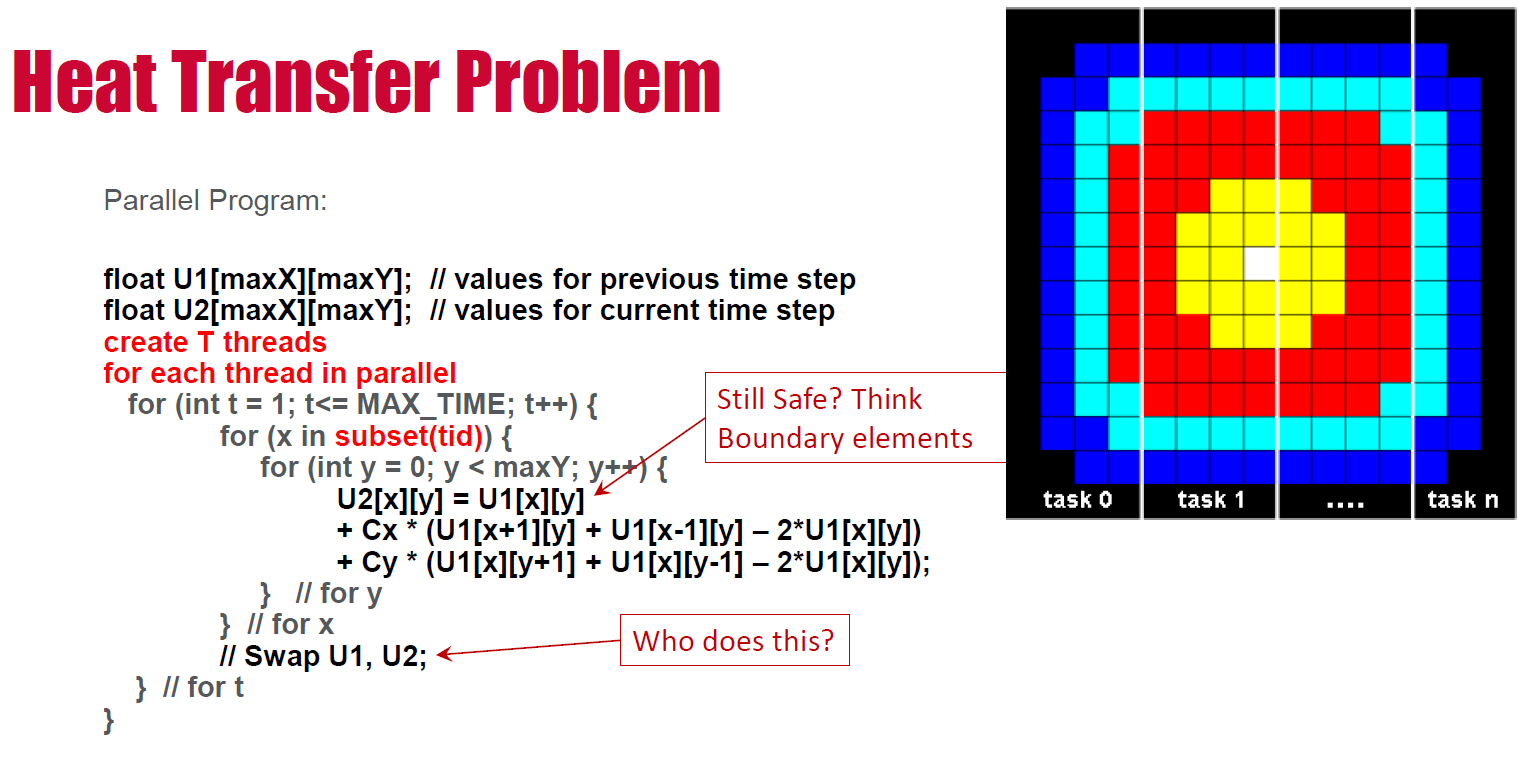 Heat Transfer Problem
Parallel Program:
float U1[maxX][maxY];  // values for previous time step
float U2[maxX][maxY];  // values for current time step
create T threads
for each thread in parallel
for (int t = 1; t<= MAX_TIME; t++) {
for (x in subset(tid)) {
for (int y = 0; y < maxY; y++) {
U2[x][y] = U1[x][y]
+ Cx * (U1[x+1][y] + U1[x-1][y] – 2*U1[x][y])
+ Cy * (U1[x][y+1] + U1[x][y-1] – 2*U1[x][y]);
}   // for y
}  // for x
// Swap U1, U2;
}  // for t
}
Still Safe? Think
Boundary elements
Who does this?
task 0 task 1 .... task n